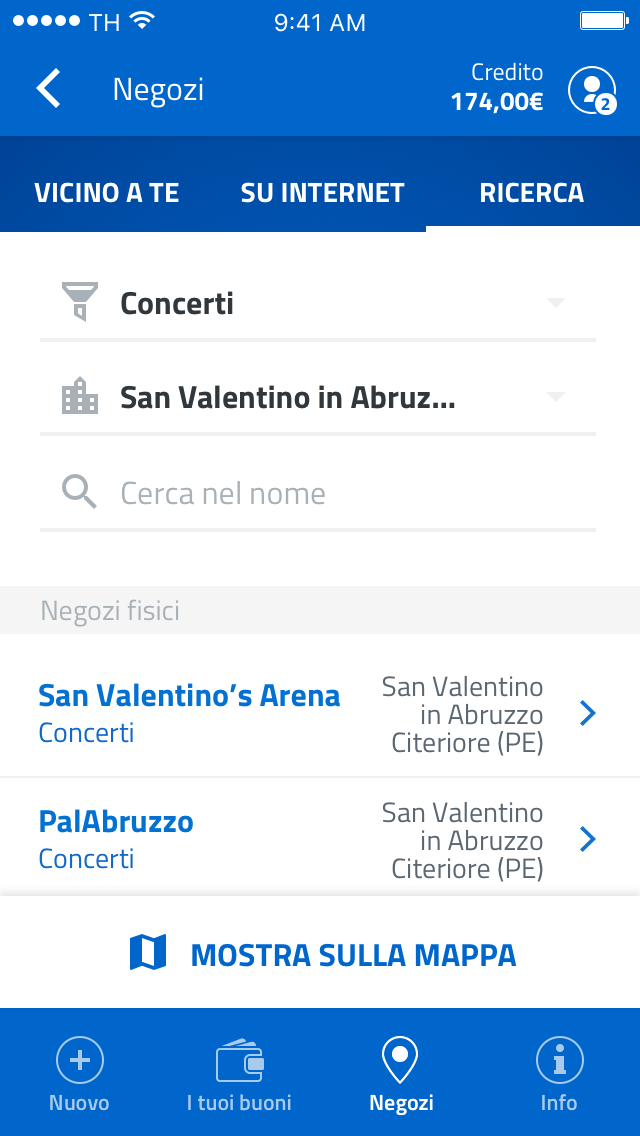 TH
9:41 AM
Negozi
Credito
174,00€
2
VICINO A TE
SU INTERNET
RICERCA
Concerti
San Valentino in Abruz...
Cerca nel nome
Negozi fisici
San Valentino’s Arena
Concerti
San Valentino
in Abruzzo
Citeriore (PE)
PalAbruzzo
Concerti
San Valentino
in Abruzzo
Citeriore (PE)
MOSTRA SULLA MAPPA
Nuovo
I tuoi buoni
Negozi
Info